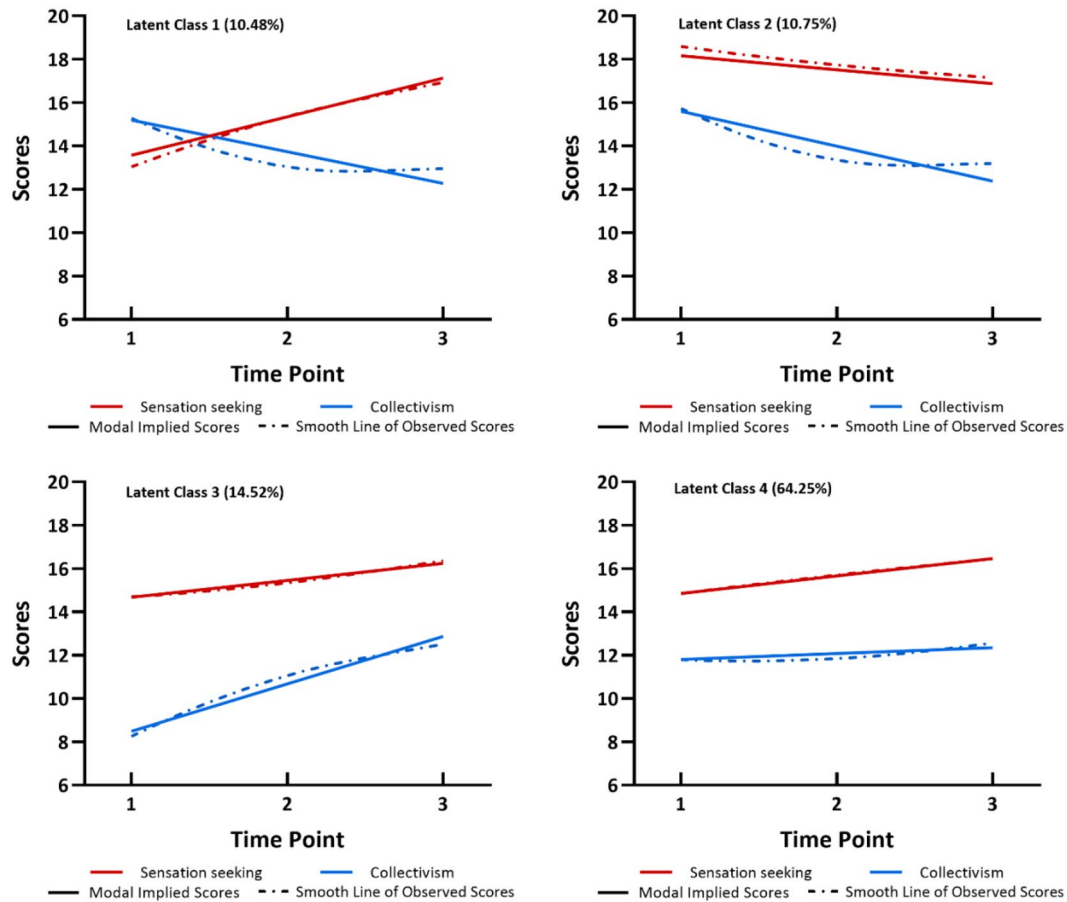 Latent Class 1 (10.48%)
20
18
16
14
12
10
8
6
Scores
1 2 3
Time Point
Sensation seeking Collectivism
Modal Implied Scores Smooth Line of Observed Scores
Latent Class 2 (10.75%)
20
18
16
14
12
10
8
6
Scores
1 2 3
Time Point
Sensation seeking Collectivism
Modal Implied Scores Smooth Line of Observed Scores
Latent Class 3 (14.52%)
20
18
16
14
12
10
8
6
Scores
1 2 3
Time Point
Sensation seeking Collectivism
Modal Implied Scores Smooth Line of Observed Scores
Latent Class 4 (64.25%)
20
18
16
14
12
10
8
6
Scores
1 2 3
Time Point
Sensation seeking Collectivism
Modal Implied Scores Smooth Line of Observed Scores